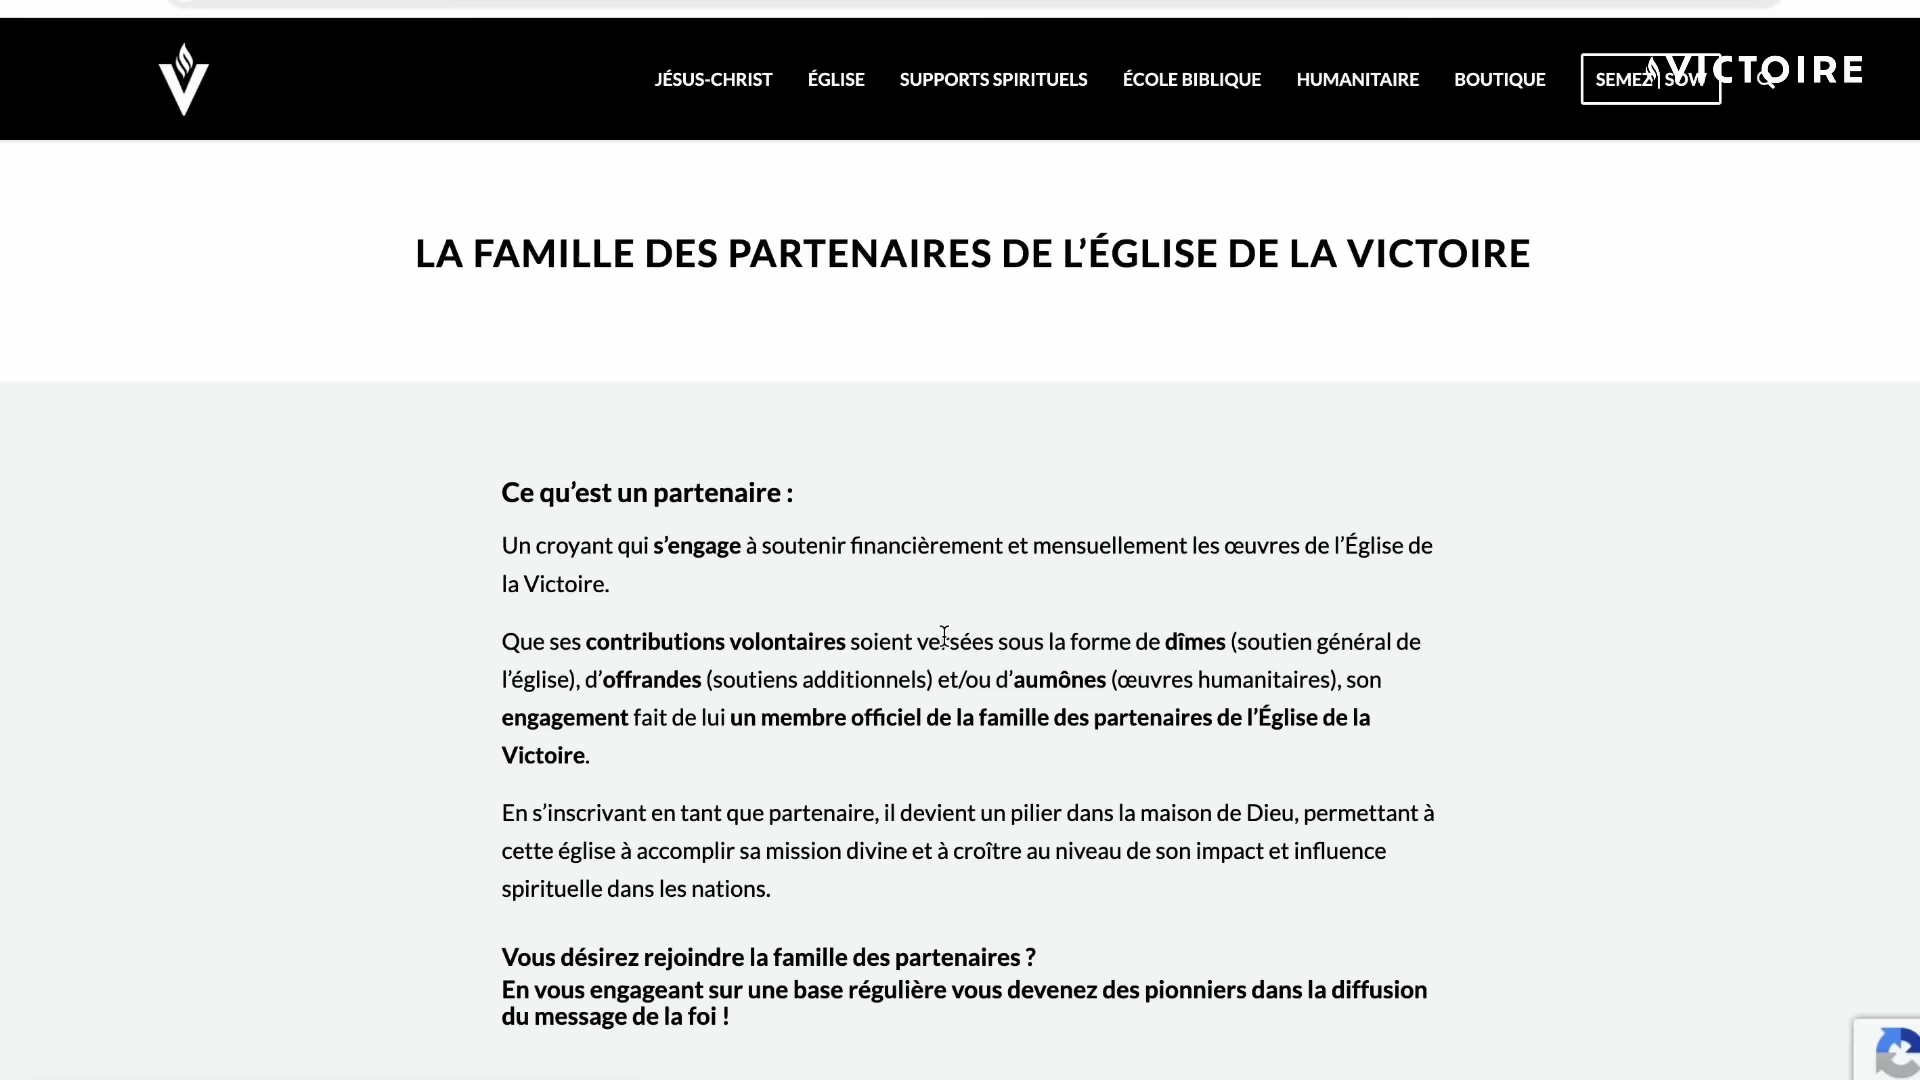 JÉSUS-CHRIST ÉGLISE SUPPORTS SPIRITUELS ÉCOLE BIBLIQUE HUMANITAIRE BOUTIQUE SEMEZ | SOW VICTOIRE
LA FAMILLE DES PARTENAIRES DE L’ÉGLISE DE LA VICTOIRE
Ce qu’est un partenaire :
Un croyant qui s’engage à soutenir financièrement et mensuellement les œuvres de l’Église de
la Victoire.
Que ses contributions volontaires soient versées sous la forme de dîmes (soutien général de
l’église), d’offrandes (soutiens additionnels) et/ou d’aumônes (œuvres humanitaires), son
engagement fait de lui un membre officiel de la famille des partenaires de l’Église de la
Victoire.
En s’inscrivant en tant que partenaire, il devient un pilier dans la maison de Dieu, permettant à
cette église à accomplir sa mission divine et à croître au niveau de son impact et influence
spirituelle dans les nations.
Vous désirez rejoindre la famille des partenaires ?
En vous engageant sur une base régulière vous devenez des pionniers dans la diffusion
du message de la foi !